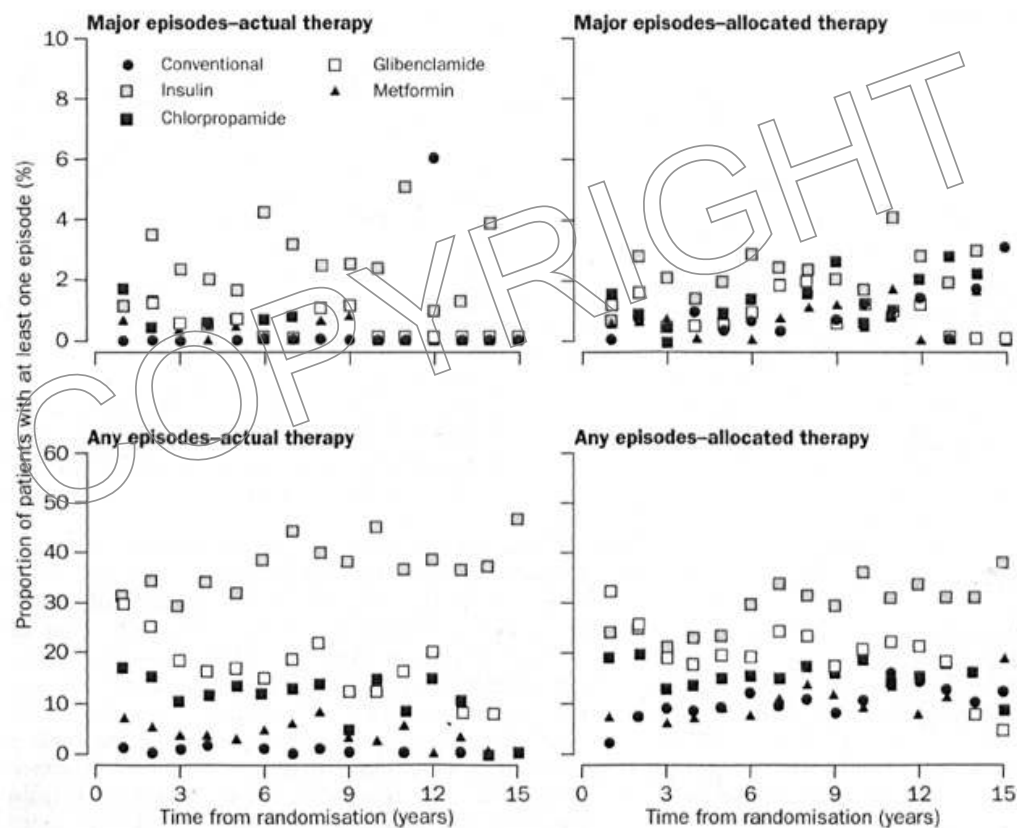 Major episodes–actual therapy
Major episodes–allocated therapy
10
8
6
4
2
0
Conventional
Insulin
Chlorpropamide
Glibenclamide
Metformin
Proportion of patients with at least one episode (%)
Any episodes–actual therapy
Any episodes–allocated therapy
60
50
40
30
20
10
0
0 3 6 9 12 15
Time from randomisation (years)
0 3 6 9 12 15
Time from randomisation (years)
COPYRIGHT